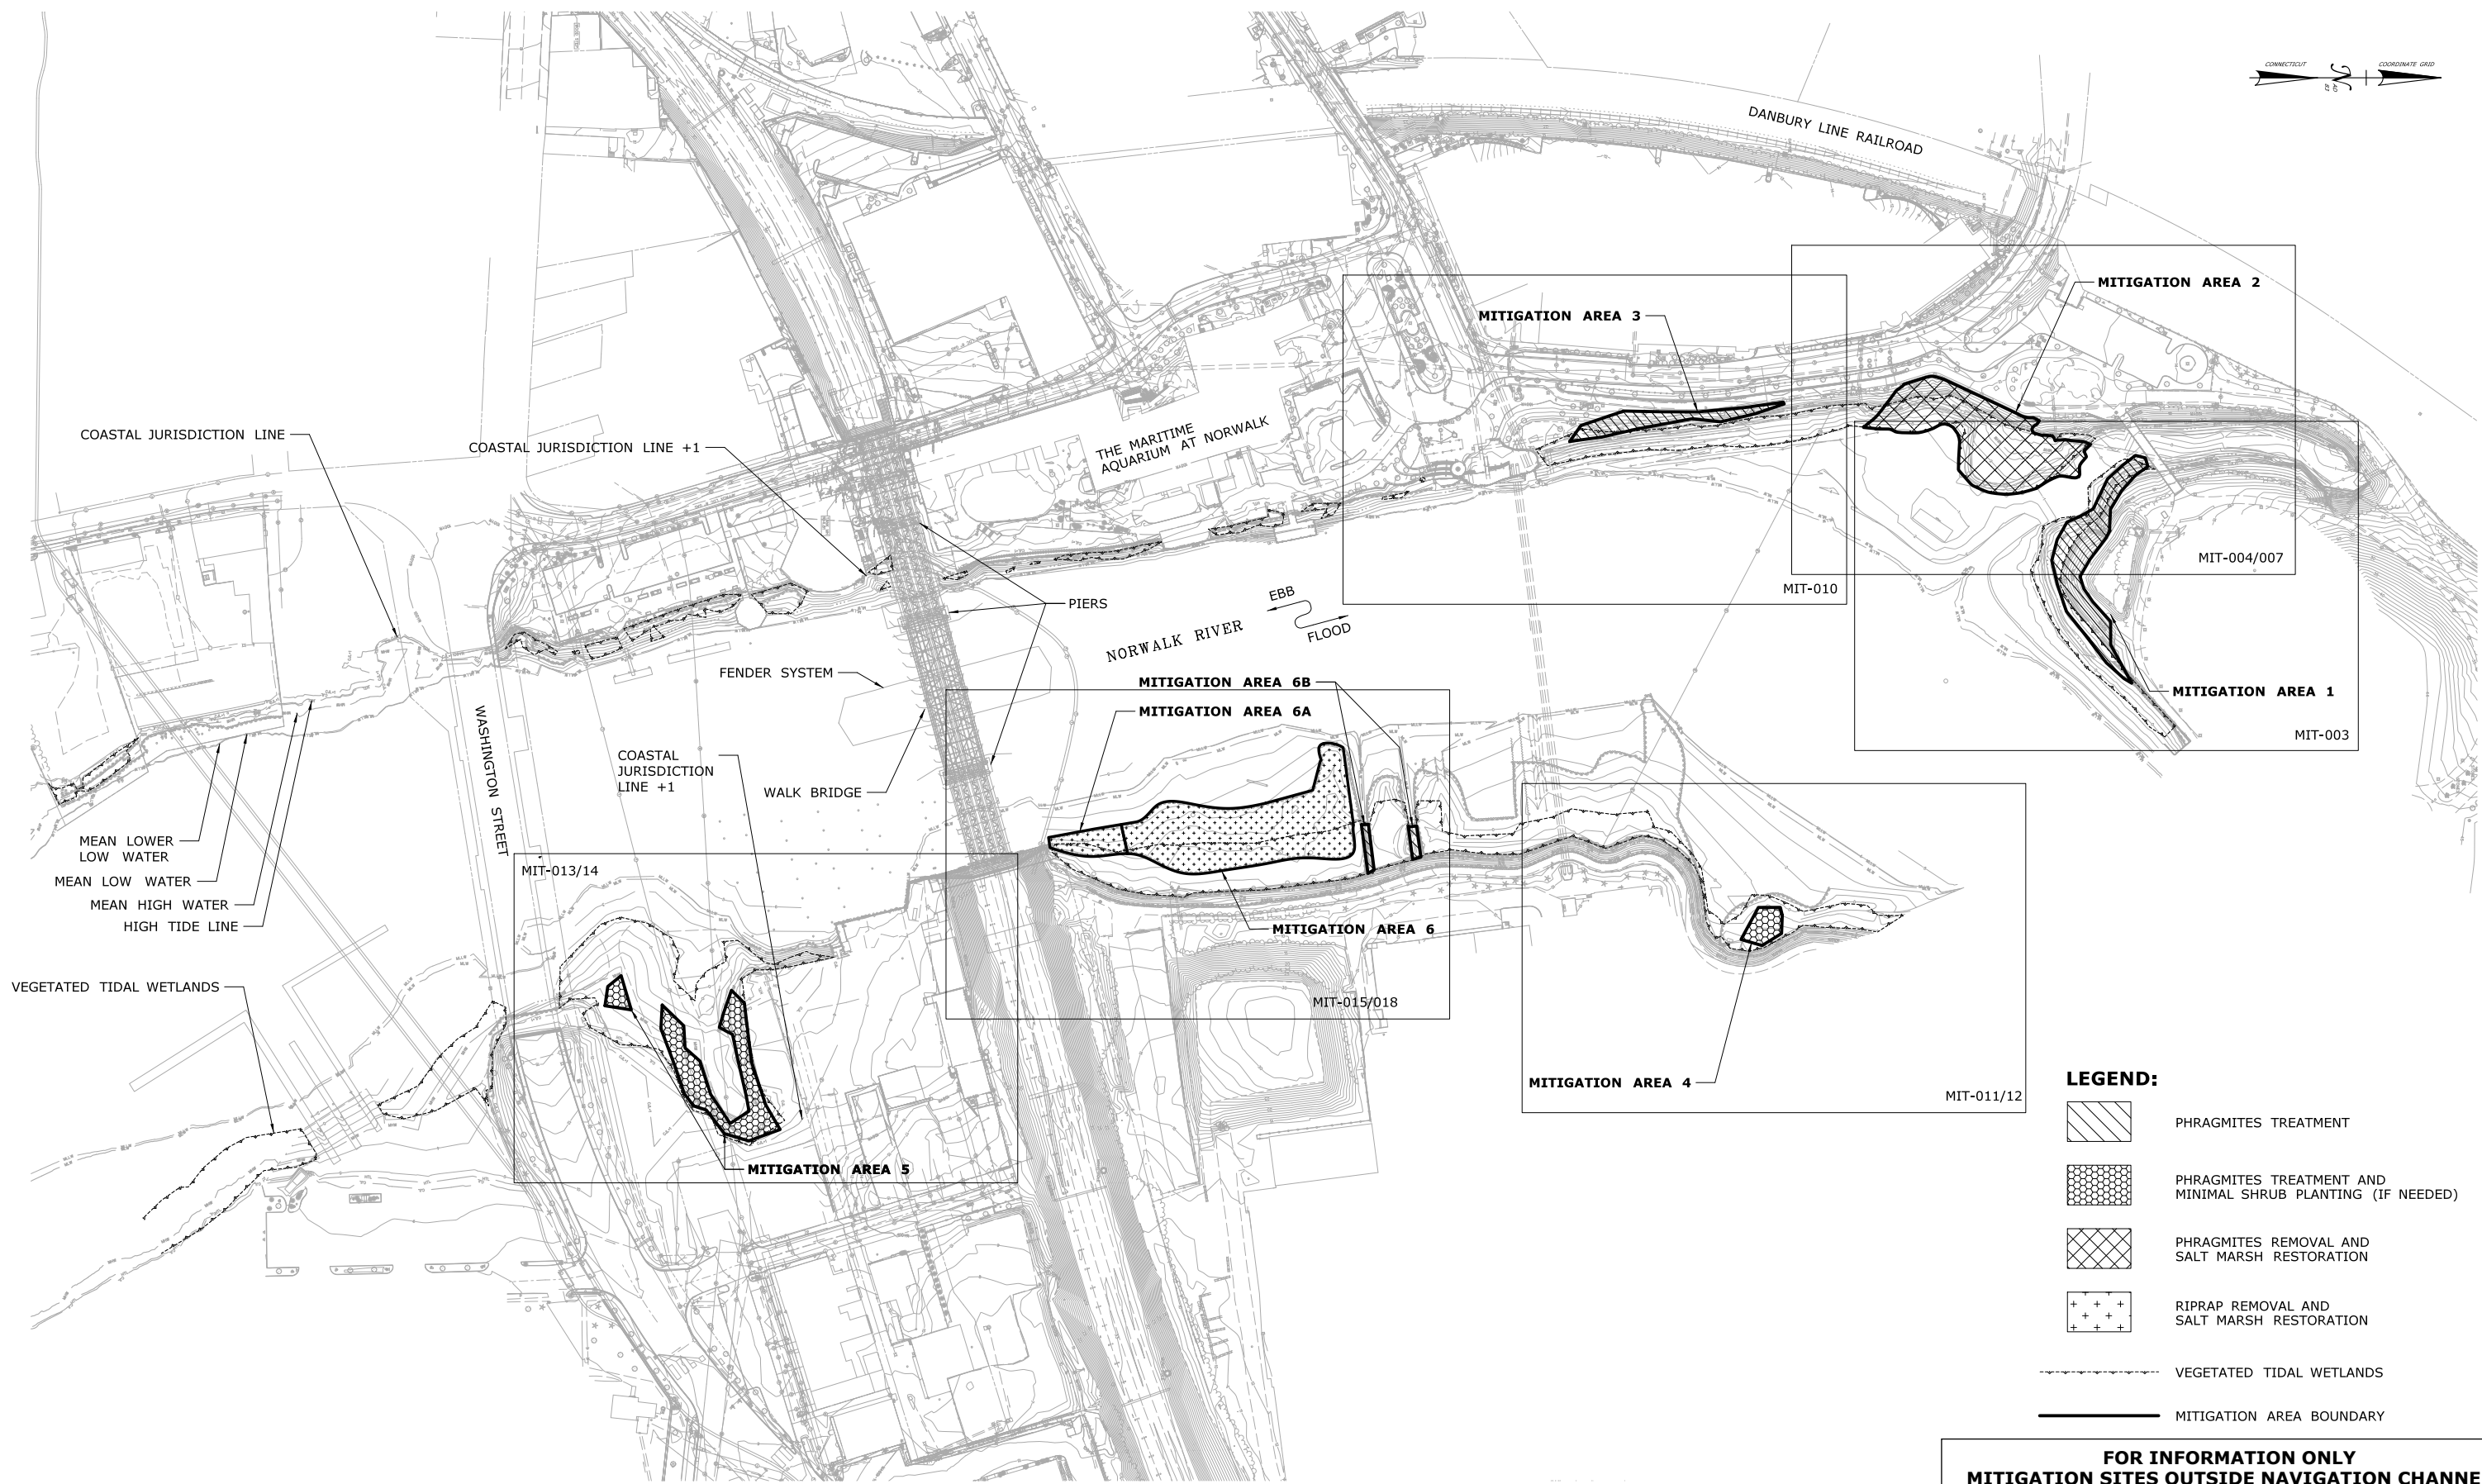 CONNECTICUT
COORDINATE GRID
N
DANBURY LINE RAILROAD
MITIGATION AREA 2
MITIGATION AREA 3
COASTAL JURISDICTION LINE
COASTAL JURISDICTION LINE +1
THE MARITIME
AQUARIUM AT NORWALK
MIT-004/007
MIT-010
PIERS
EBB
FLOOD
NORWALK RIVER
FENDER SYSTEM
MITIGATION AREA 6B
MITIGATION AREA 6A
MITIGATION AREA 1
MIT-003
WASHINGTON STREET
COASTAL
JURISDICTION
LINE +1
WALK BRIDGE
MEAN LOWER
LOW WATER
MEAN LOW WATER
MEAN HIGH WATER
HIGH TIDE LINE
MIT-013/14
MITIGATION AREA 6
VEGETATED TIDAL WETLANDS
MIT-015/018
MITIGATION AREA 4
MIT-011/12
MITIGATION AREA 5
LEGEND:
PHRAGMITES TREATMENT
PHRAGMITES TREATMENT AND
MINIMAL SHRUB PLANTING (IF NEEDED)
PHRAGMITES REMOVAL AND
SALT MARSH RESTORATION
RIPRAP REMOVAL AND
SALT MARSH RESTORATION
VEGETATED TIDAL WETLANDS
MITIGATION AREA BOUNDARY
FOR INFORMATION ONLY
MITIGATION SITES OUTSIDE NAVIGATION CHANNE